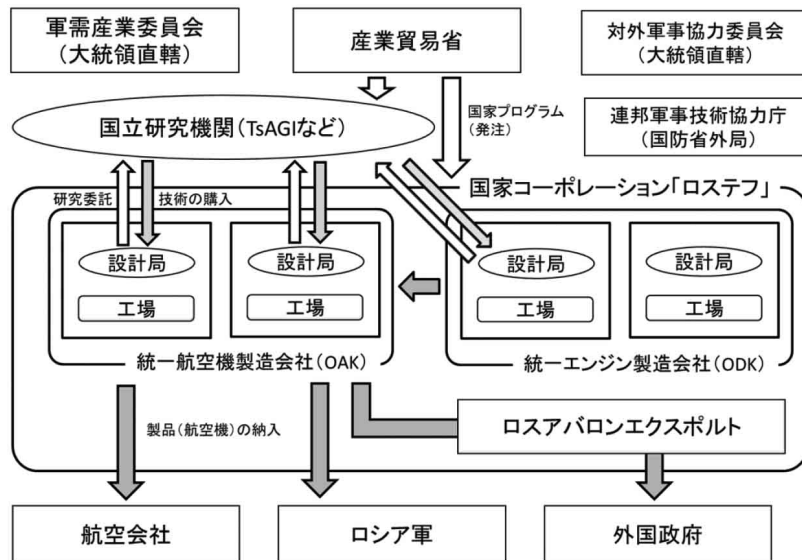 軍需産業委員会
（大統領直轄）
産業貿易省
対外軍事協力委員会
（大統領直轄）
国立研究機関（TsAGIなど）
国家プログラム
（発注）
連邦軍事技術協力庁
（国防省外局）
国家コーポレーション「ロステフ」
研究委託
技術の購入
設計局
設計局
設計局
設計局
工場
工場
工場
工場
統一航空機製造会社（OAK）
統一エンジン製造会社（ODK）
製品（航空機）の納入
ロスアバロンエクスポルト
航空会社
ロシア軍
外国政府